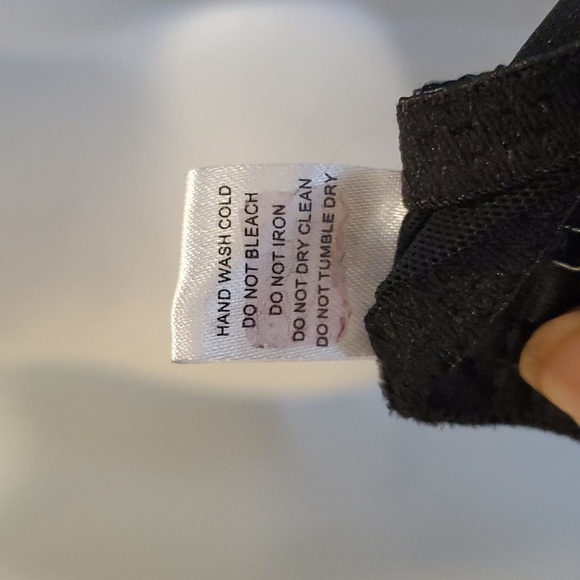 HAND WASH COLD
DO NOT BLEACH
DO NOT IRON
DO NOT DRY CLEAN
DO NOT TUMBLE DRY